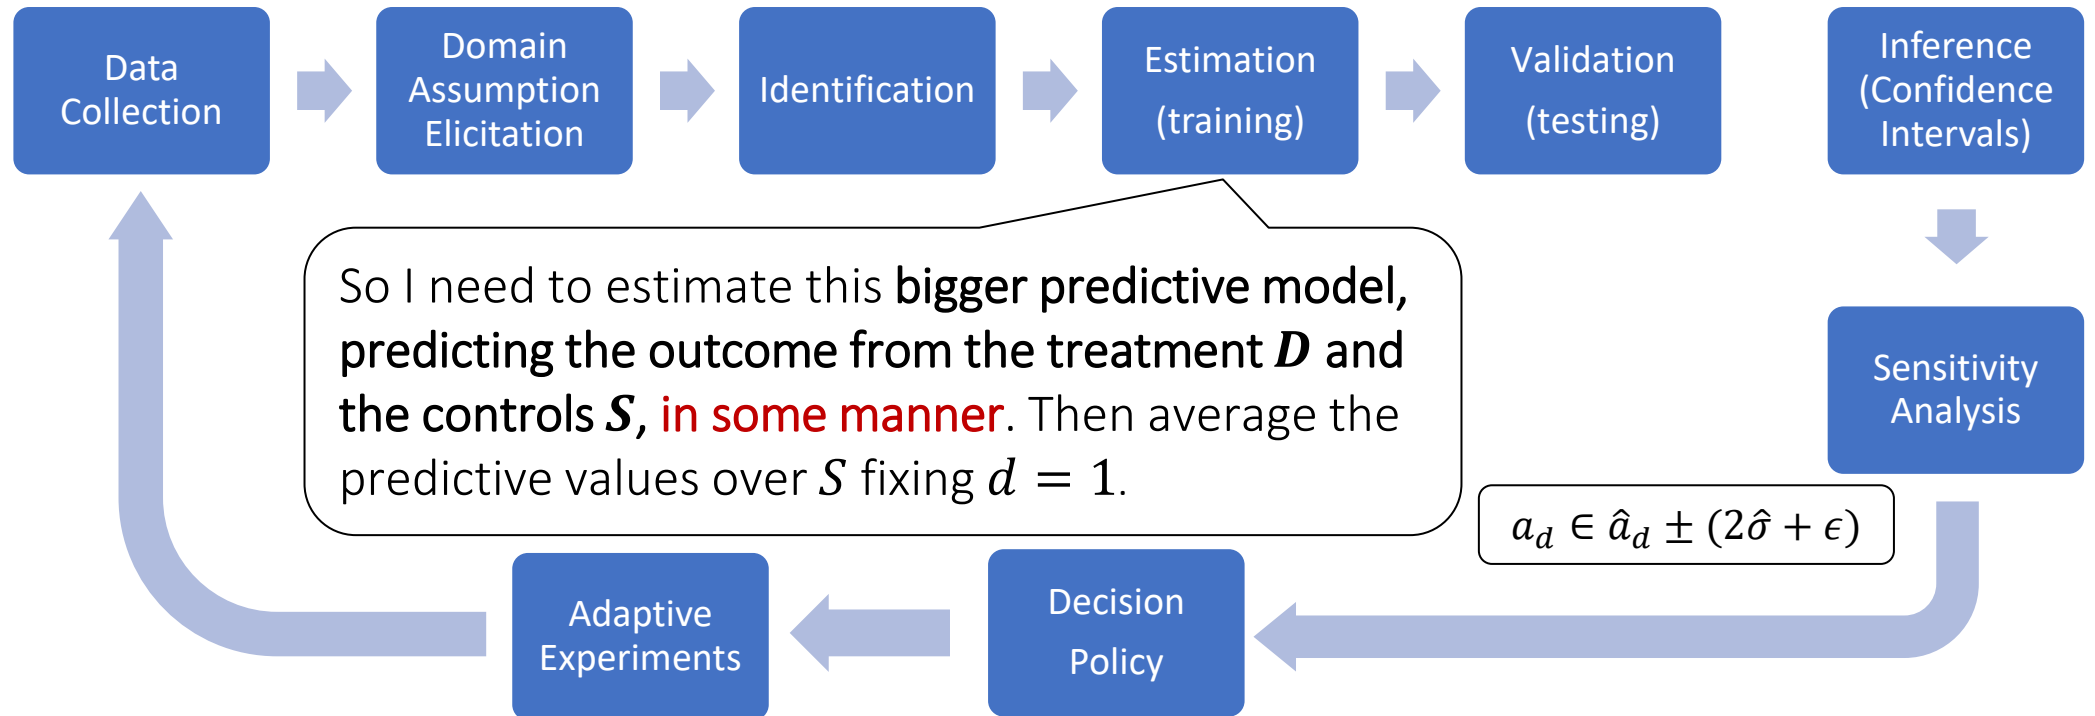 Data
Collection
Domain
Assumption
Elicitation
Identification
Estimation
(training)
Validation
(testing)
Inference
(Confidence
Intervals)
So I need to estimate this bigger predictive model,
predicting the outcome from the treatment D and
the controls S, in some manner. Then average the
predictive values over S fixing d = 1.
Sensitivity
Analysis
a_d ∈ â_d ± (2σ̂ + ϵ)
Decision
Policy
Adaptive
Experiments